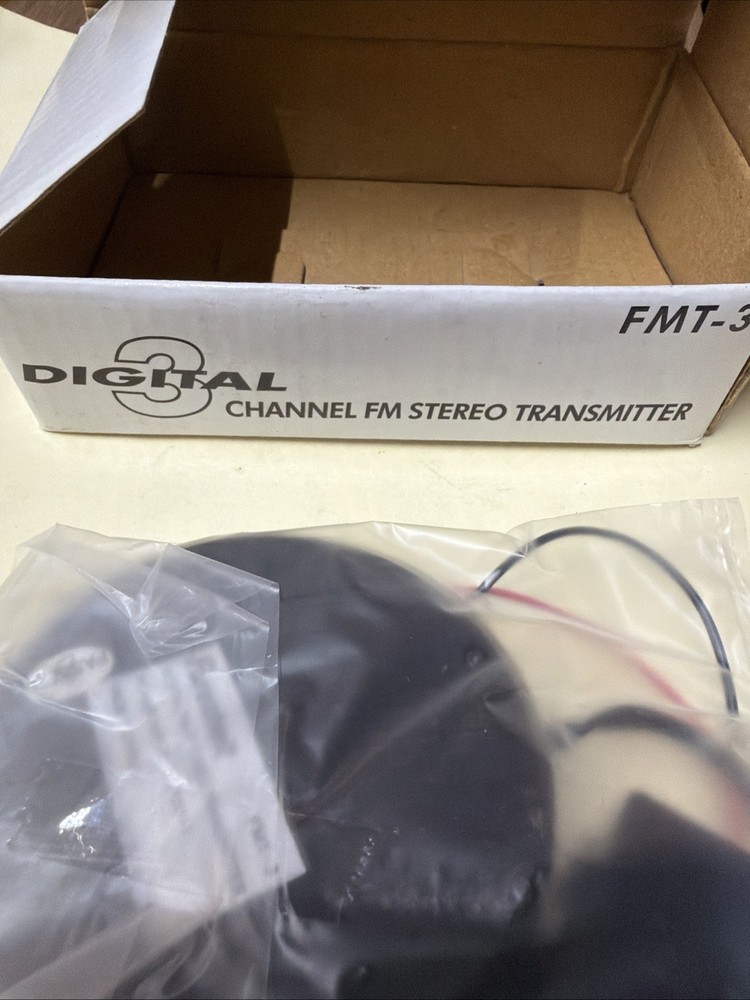 FMT-3
DIGITAL 3
CHANNEL FM STEREO TRANSMITTER